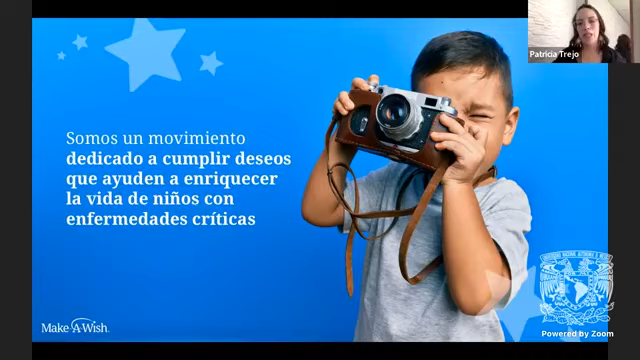 Patricia Trejo
Somos un movimiento
dedicado a cumplir deseos
que ayuden a enriquecer
la vida de niños con
enfermedades críticas
Make-A-Wish.
Powered by Zoom